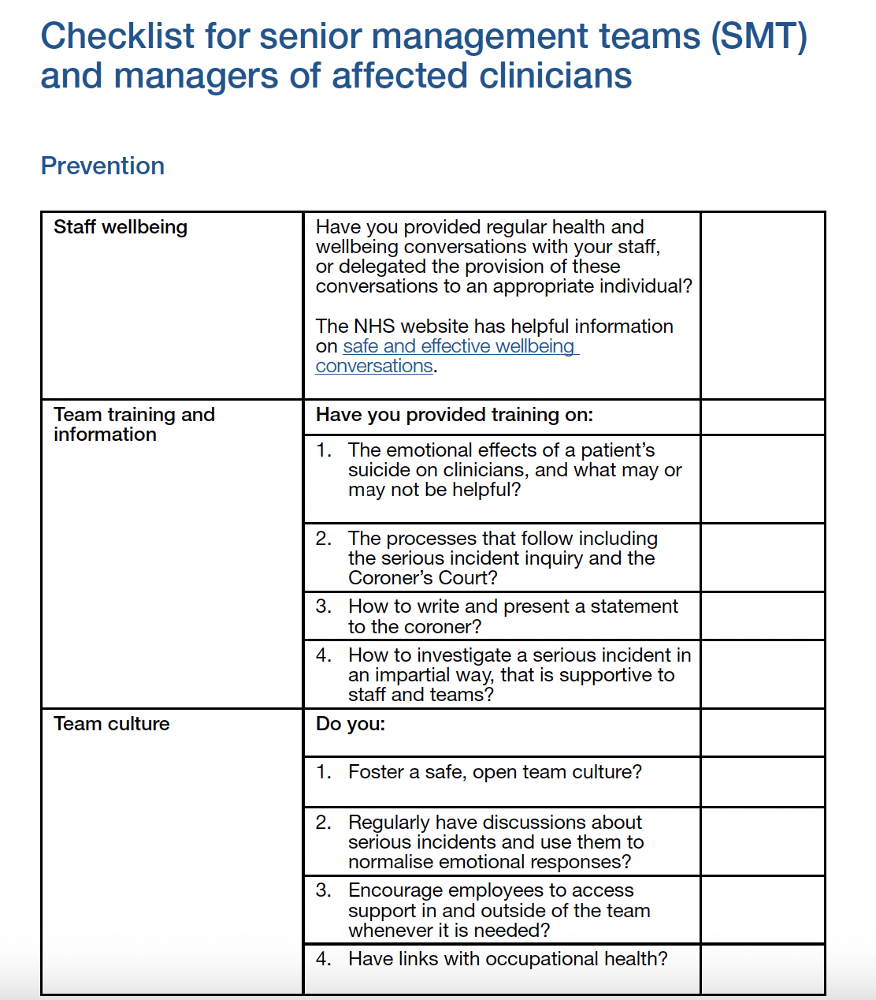 Checklist for senior management teams (SMT)
and managers of affected clinicians
Prevention
Staff wellbeing
Have you provided regular health and
wellbeing conversations with your staff,
or delegated the provision of these
conversations to an appropriate individual?
The NHS website has helpful information
on safe and effective wellbeing
conversations.
Team training and
information
Have you provided training on:
1. The emotional effects of a patient’s
suicide on clinicians, and what may or
may not be helpful?
2. The processes that follow including
the serious incident inquiry and the
Coroner’s Court?
3. How to write and present a statement
to the coroner?
4. How to investigate a serious incident in
an impartial way, that is supportive to
staff and teams?
Team culture
Do you:
1. Foster a safe, open team culture?
2. Regularly have discussions about
serious incidents and use them to
normalise emotional responses?
3. Encourage employees to access
support in and outside of the team
whenever it is needed?
4. Have links with occupational health?